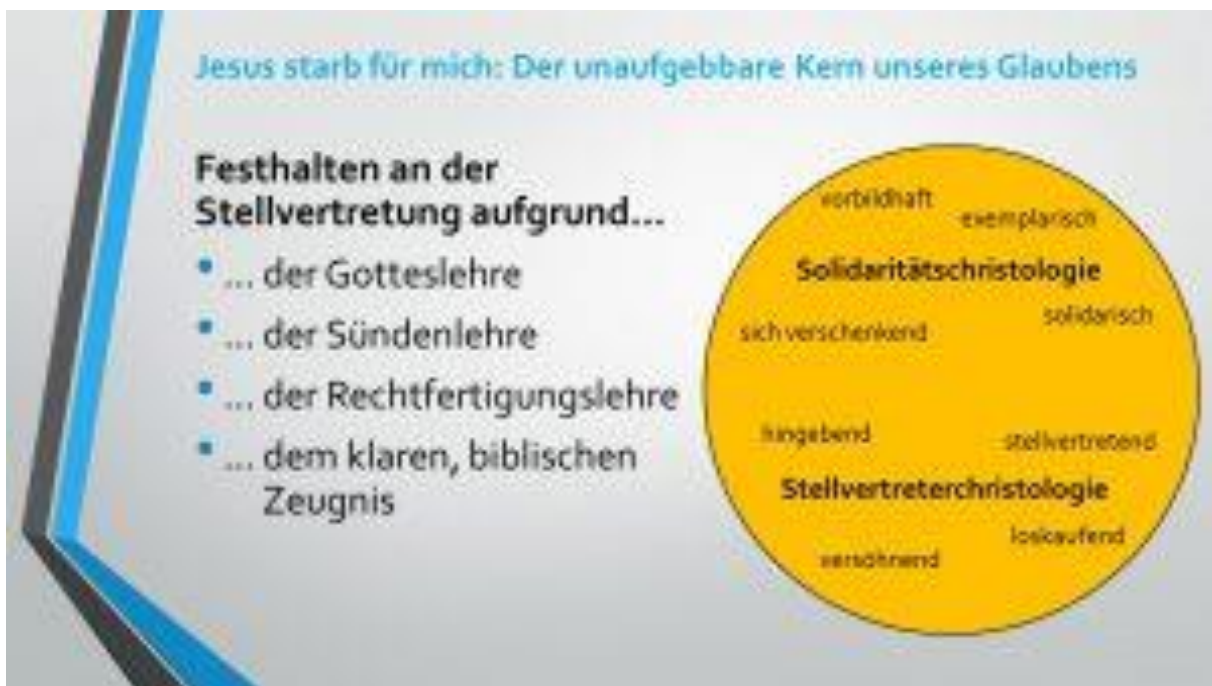 Jesus starb für mich: Der unaufgebbare Kern unseres Glaubens
Festhalten an der
Stellvertretung aufgrund...
• ... der Gotteslehre
• ... der Sündenlehre
• ... der Rechtfertigungslehre
• ... dem klaren, biblischen
Zeugnis
vorbildhaft
exemplarisch
Solidaritätschristologie
solidarisch
sich verschenkend
hingebend
stellvertretend
Stellvertreterchristologie
loskaufend
versöhnend